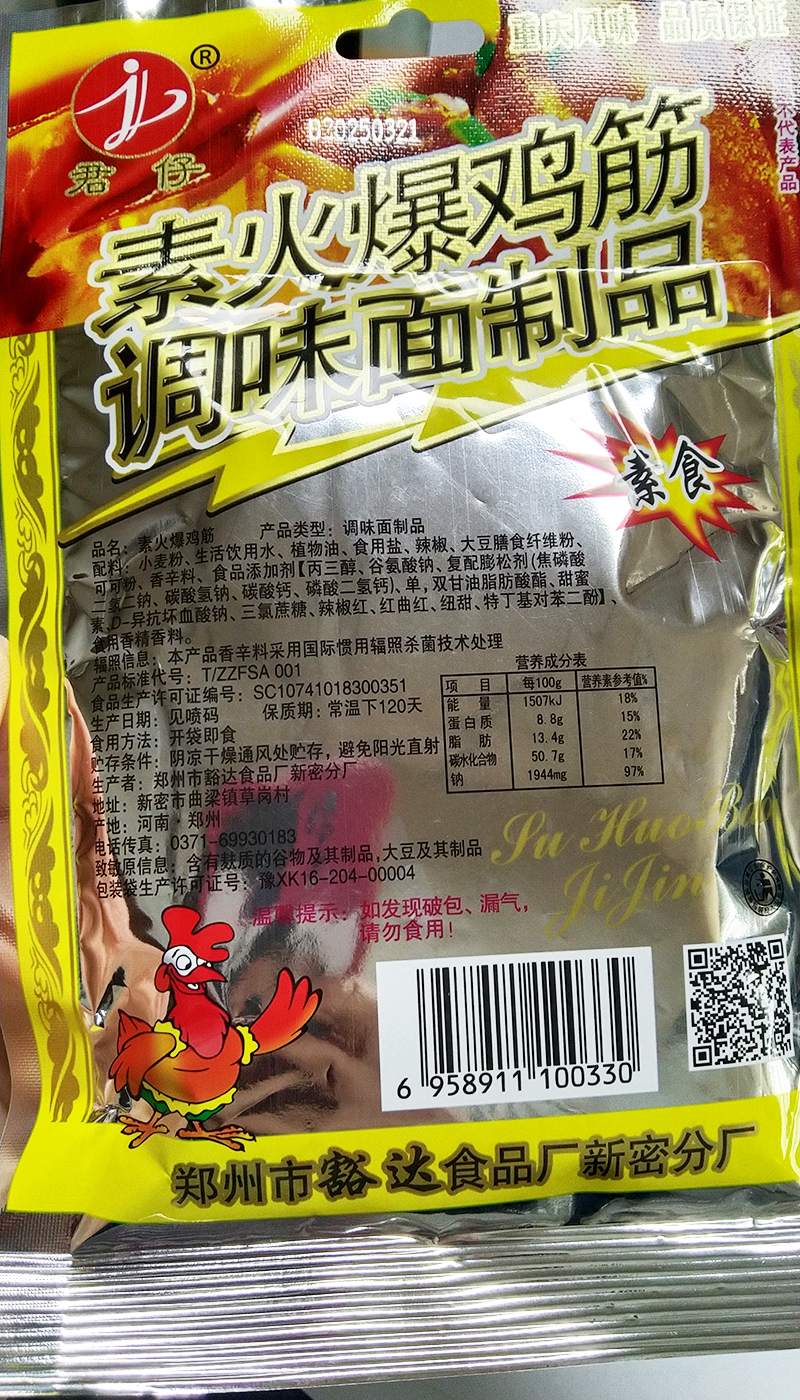 重庆风味 品质保证
不代表产品
®
君仔
D20250321
素火爆鸡筋
调味面制品
素食
品名：素火爆鸡筋 产品类型：调味面制品
配料：小麦粉、生活饮用水、植物油、食用盐、辣椒、大豆膳食纤维粉、
可可粉、香辛料、食品添加剂【丙三醇、谷氨酸钠、复配膨松剂(焦磷酸
二氢二钠、碳酸氢钠、碳酸钙、磷酸二氢钙)、单,双甘油脂肪酸酯、甜蜜
素、D-异抗坏血酸钠、三氯蔗糖、辣椒红、红曲红、纽甜、特丁基对苯二酚】、
食用香精香料。
辐照信息：本产品香辛料采用国际惯用辐照杀菌技术处理
产品标准代号：T/ZZFSA 001
食品生产许可证编号：SC10741018300351
生产日期：见喷码 保质期：常温下120天
食用方法：开袋即食
贮存条件：阴凉干燥通风处贮存，避免阳光直射
生产者：郑州市豁达食品厂新密分厂
地址：新密市曲梁镇草岗村
产地：河南·郑州
电话传真：0371-69930183
致敏原信息：含有麸质的谷物及其制品,大豆及其制品
包装袋生产许可证号：豫XK16-204-00004
营养成分表
项 目 每100g 营养素参考值%
能 量 1507kJ 18%
蛋白质 8.8g 15%
脂 肪 13.4g 22%
碳水化合物 50.7g 17%
钠 1944mg 97%
Su Huo Bao
Ji Jin
温馨提示：如发现破包、漏气，
请勿食用！
6 958911 100330
郑州市豁达食品厂新密分厂